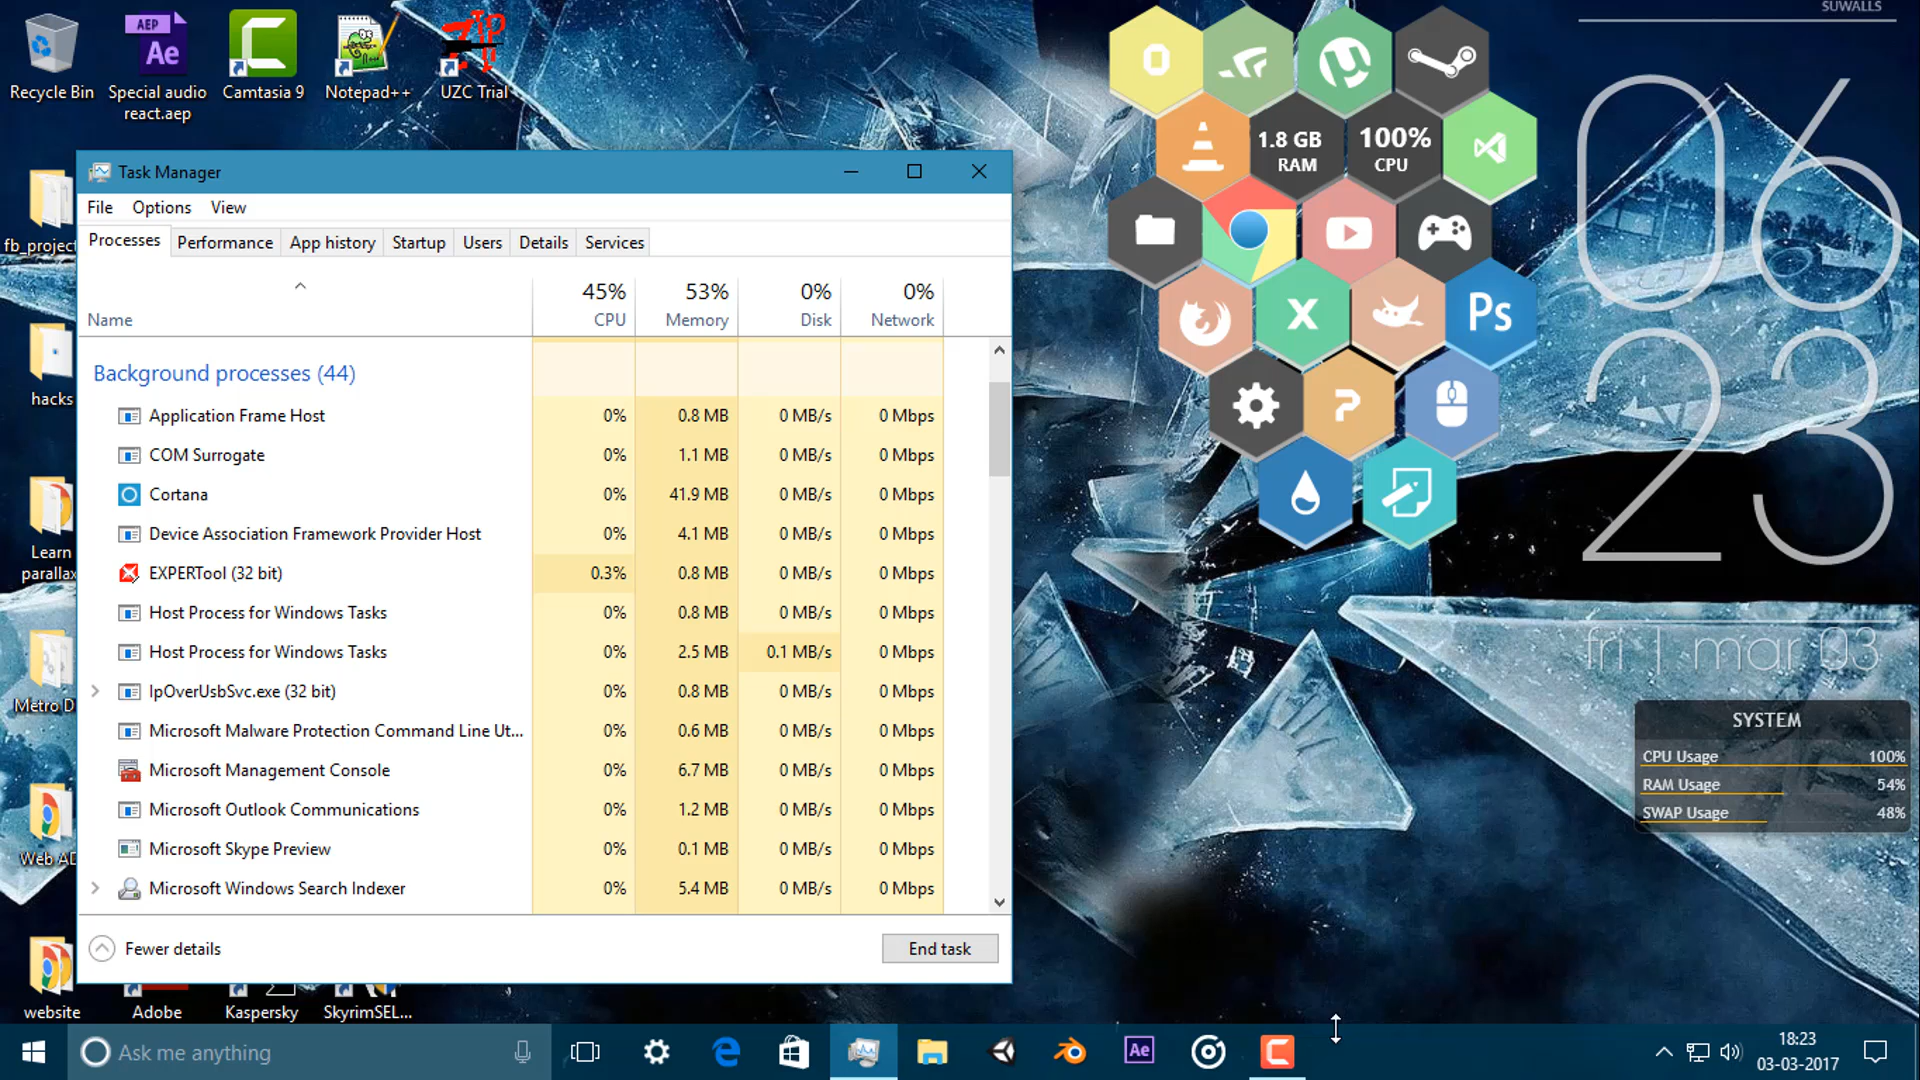 SUWALLS
AEP
Ae
Recycle Bin
Special audio
react.aep
Camtasia 9
Notepad++
ZIP
UZC Trial
1.8 GB
RAM
100%
CPU
Ps
06
23
fri | mar 03
SYSTEM
CPU Usage 100%
RAM Usage 54%
SWAP Usage 48%
fb_project
hacks
Learn
parallax
Metro D
Web AD
website
Adobe
Kaspersky
SkyrimSEL...
Task Manager
File Options View
Processes Performance App history Startup Users Details Services
45% 53% 0% 0%
Name CPU Memory Disk Network
Background processes (44)
Application Frame Host 0% 0.8 MB 0 MB/s 0 Mbps
COM Surrogate 0% 1.1 MB 0 MB/s 0 Mbps
Cortana 0% 41.9 MB 0 MB/s 0 Mbps
Device Association Framework Provider Host 0% 4.1 MB 0 MB/s 0 Mbps
EXPERTool (32 bit) 0.3% 0.8 MB 0 MB/s 0 Mbps
Host Process for Windows Tasks 0% 0.8 MB 0 MB/s 0 Mbps
Host Process for Windows Tasks 0% 2.5 MB 0.1 MB/s 0 Mbps
IpOverUsbSvc.exe (32 bit) 0% 0.8 MB 0 MB/s 0 Mbps
Microsoft Malware Protection Command Line Ut... 0% 0.6 MB 0 MB/s 0 Mbps
Microsoft Management Console 0% 6.7 MB 0 MB/s 0 Mbps
Microsoft Outlook Communications 0% 1.2 MB 0 MB/s 0 Mbps
Microsoft Skype Preview 0% 0.1 MB 0 MB/s 0 Mbps
Microsoft Windows Search Indexer 0% 5.4 MB 0 MB/s 0 Mbps
Fewer details
End task
Ask me anything
Ae
18:23
03-03-2017